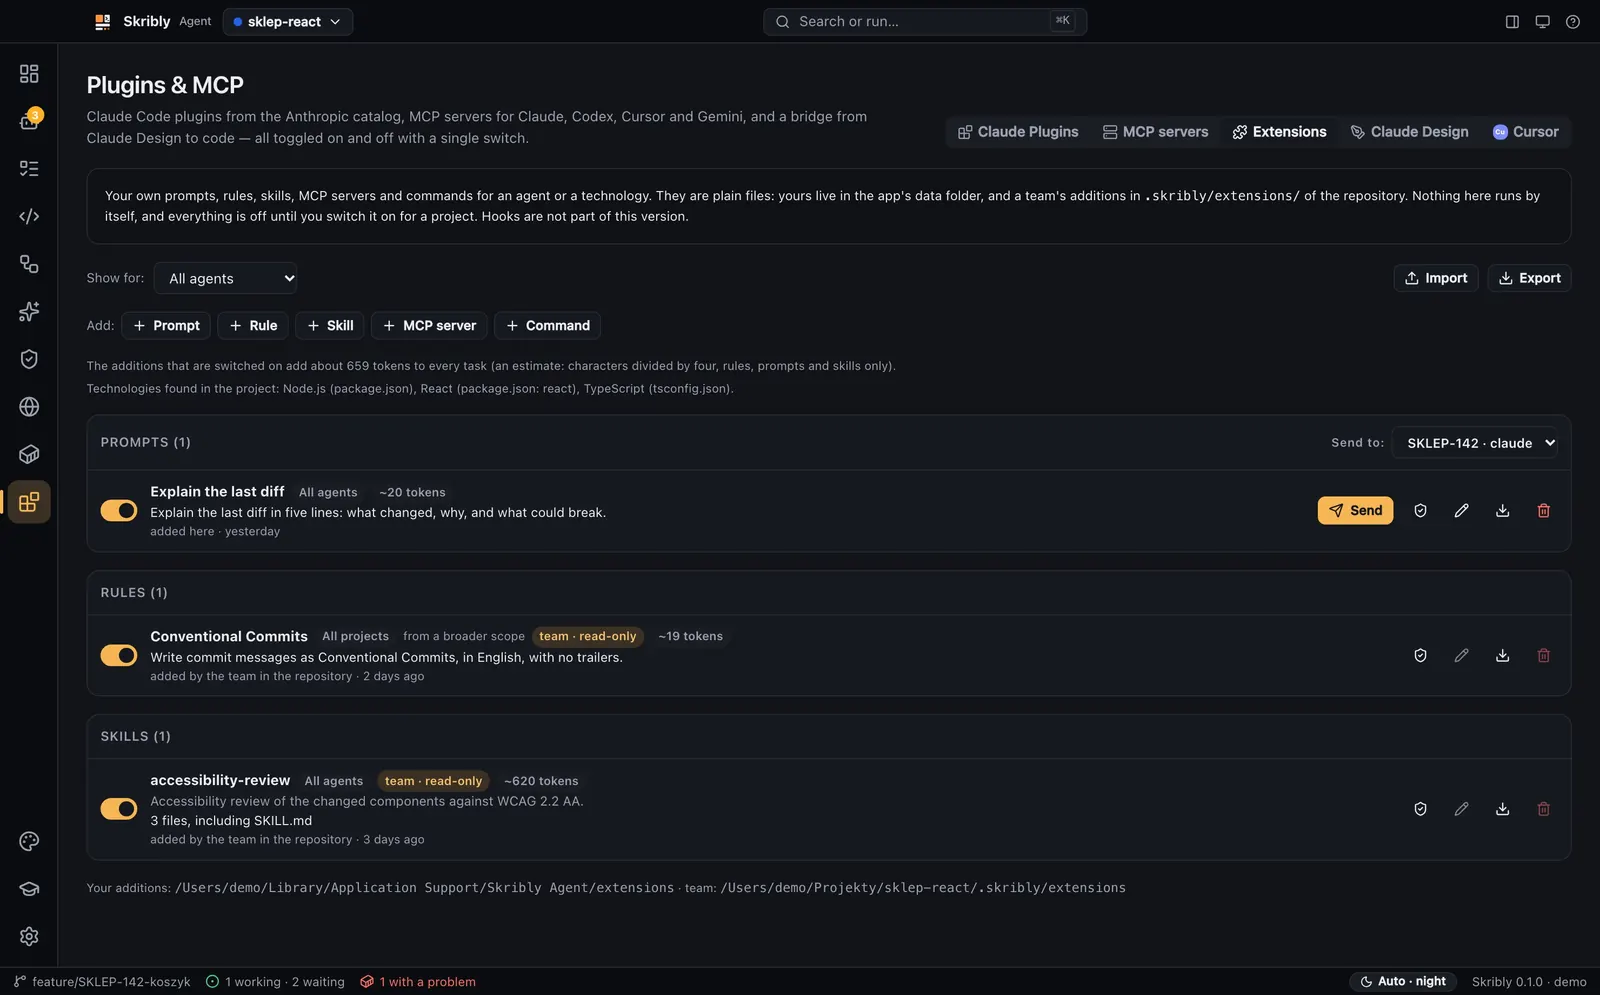 Skribly Agent sklep-react Search or run... ⌘K
3
Plugins & MCP
Claude Code plugins from the Anthropic catalog, MCP servers for Claude, Codex, Cursor and Gemini, and a bridge from
Claude Design to code — all toggled on and off with a single switch.
Claude Plugins MCP servers Extensions Claude Design Cu Cursor
Your own prompts, rules, skills, MCP servers and commands for an agent or a technology. They are plain files: yours live in the app's data folder, and a team's additions in .skribly/extensions/ of the repository. Nothing here runs by
itself, and everything is off until you switch it on for a project. Hooks are not part of this version.
Show for: All agents Import Export
Add: Prompt Rule Skill MCP server Command
The additions that are switched on add about 659 tokens to every task (an estimate: characters divided by four, rules, prompts and skills only).
Technologies found in the project: Node.js (package.json), React (package.json: react), TypeScript (tsconfig.json).
PROMPTS (1) Send to: SKLEP-142 · claude
Explain the last diff All agents ~20 tokens
Explain the last diff in five lines: what changed, why, and what could break.
added here · yesterday
Send
RULES (1)
Conventional Commits All projects from a broader scope team · read-only ~19 tokens
Write commit messages as Conventional Commits, in English, with no trailers.
added by the team in the repository · 2 days ago
SKILLS (1)
accessibility-review All agents team · read-only ~620 tokens
Accessibility review of the changed components against WCAG 2.2 AA.
3 files, including SKILL.md
added by the team in the repository · 3 days ago
Your additions: /Users/demo/Library/Application Support/Skribly Agent/extensions · team: /Users/demo/Projekty/sklep-react/.skribly/extensions
feature/SKLEP-142-koszyk 1 working · 2 waiting 1 with a problem Auto · night Skribly 0.1.0 · demo